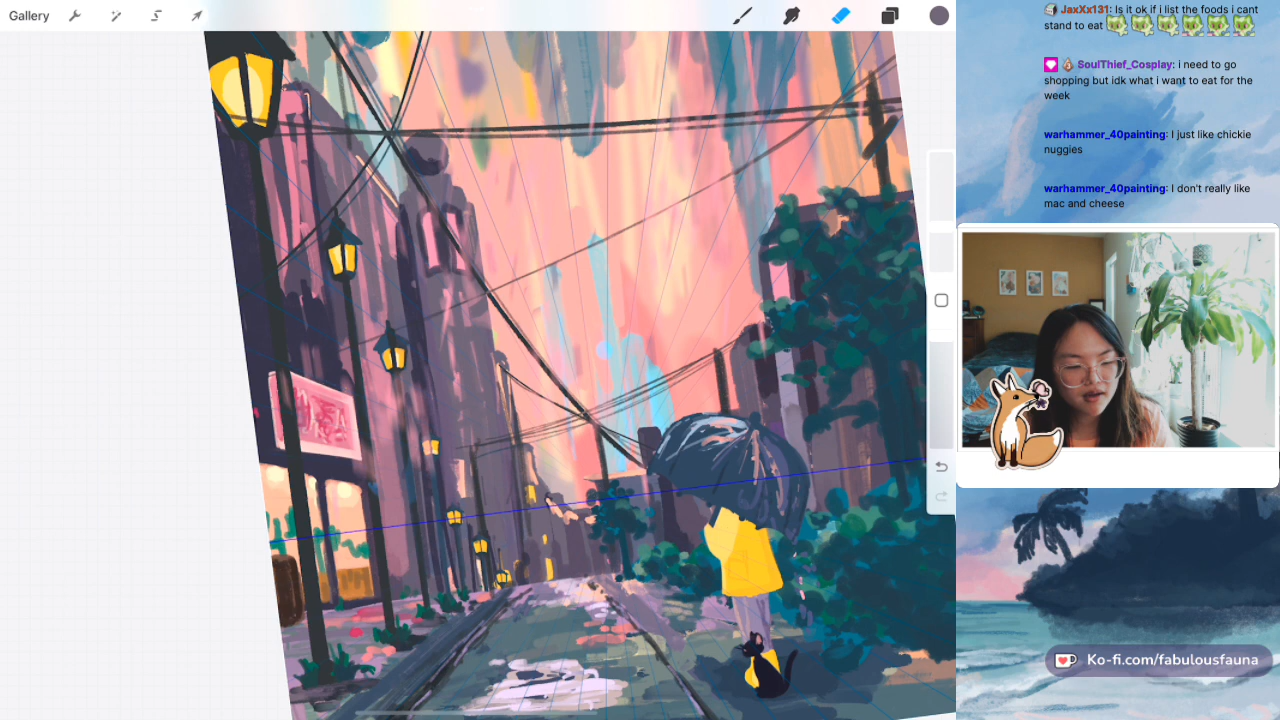 Gallery
JaxXx131: Is it ok if i list the foods i cant
stand to eat
SoulThief_Cosplay: i need to go
shopping but idk what i want to eat for the
week
warhammer_40painting: I just like chickie
nuggies
warhammer_40painting: I don't really like
mac and cheese
Ko-fi.com/fabulousfauna